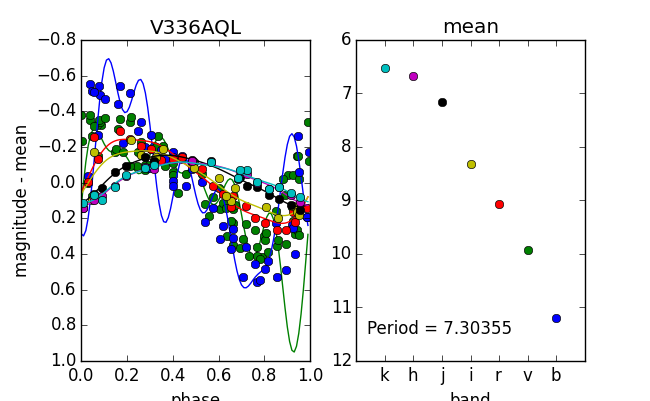 V336AQL
mean
−0.8
−0.6
−0.4
−0.2
0.0
0.2
0.4
0.6
0.8
1.0
magnitude - mean
0.0 0.2 0.4 0.6 0.8 1.0
phase
6
7
8
9
10
11
12
Period = 7.30355
k h j i r v b
band